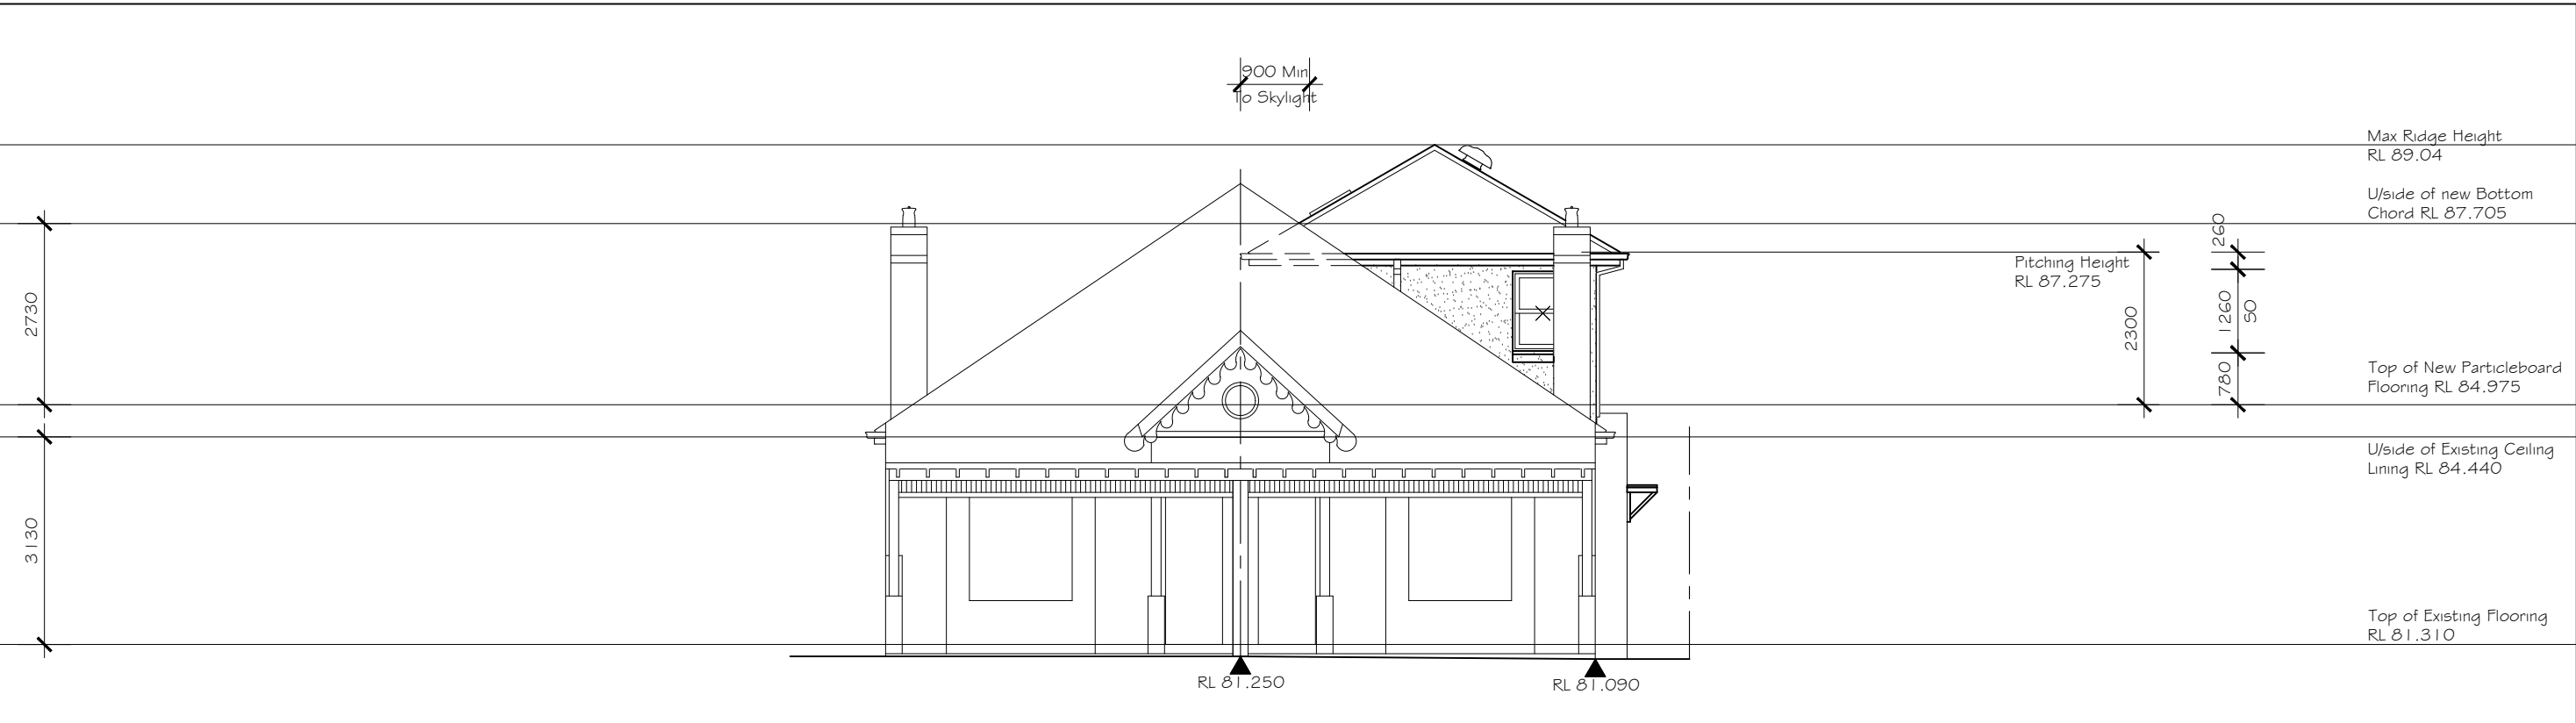 900 Min
To Skylight
Max Ridge Height
RL 89.04
U/side of new Bottom
Chord RL 87.705
260
Pitching Height
RL 87.275
2730
2300
1260
50
780
Top of New Particleboard
Flooring RL 84.975
U/side of Existing Ceiling
Lining RL 84.440
3130
Top of Existing Flooring
RL 81.310
RL 81.250
RL 81.090